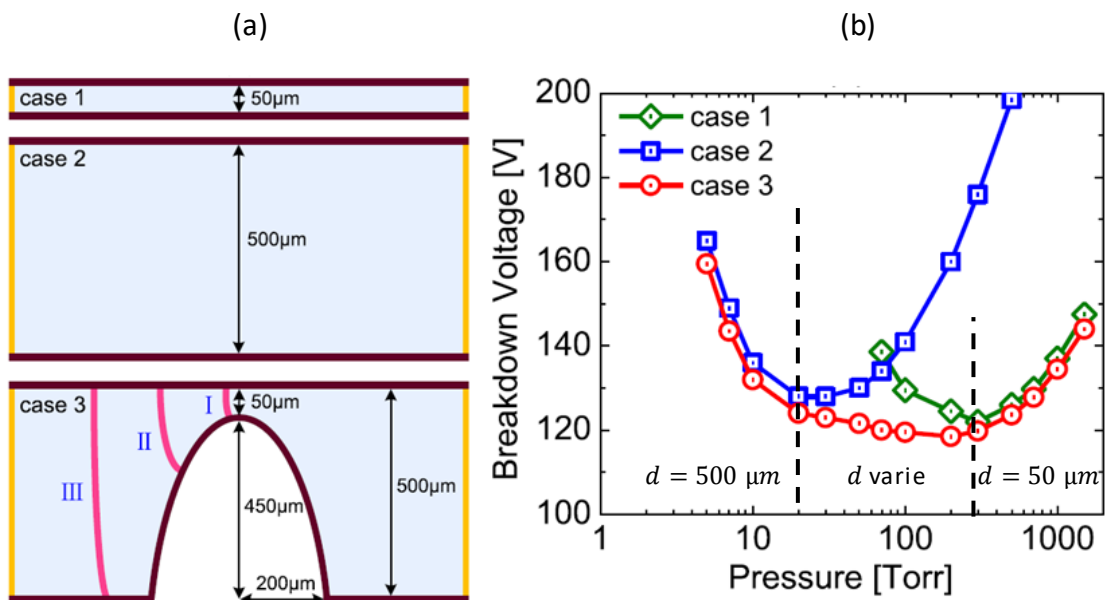 (a)
(b)
case 1
50μm
case 2
500μm
case 3
I
II
III
50μm
450μm
500μm
200μm
Breakdown Voltage [V]
200
180
160
140
120
100
case 1
case 2
case 3
d = 500 μm
d varie
d = 50 μm
1
10
100
1000
Pressure [Torr]